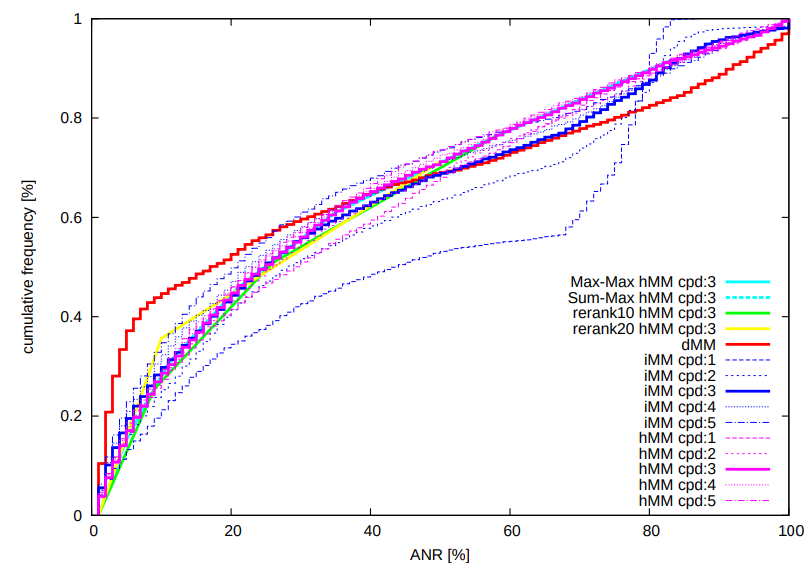 1
0.8
0.6
0.4
0.2
0
cumulative frequency [%]
Max-Max hMM cpd:3
Sum-Max hMM cpd:3
rerank10 hMM cpd:3
rerank20 hMM cpd:3
dMM
iMM cpd:1
iMM cpd:2
iMM cpd:3
iMM cpd:4
iMM cpd:5
hMM cpd:1
hMM cpd:2
hMM cpd:3
hMM cpd:4
hMM cpd:5
0 20 40 60 80 100
ANR [%]